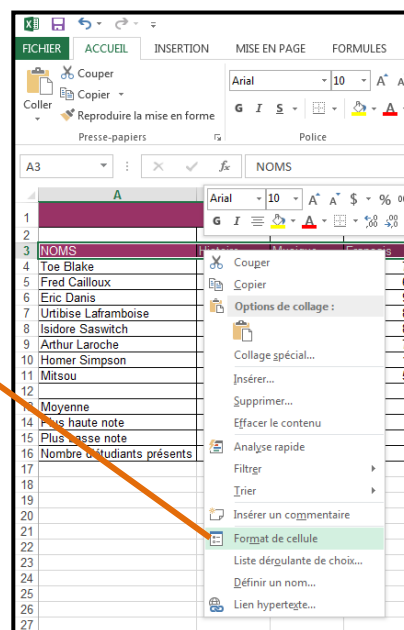 FICHIER ACCUEIL INSERTION MISE EN PAGE FORMULES
Couper
Copier
Reproduire la mise en forme
Coller
Presse-papiers
Arial 10 A A
G I S A
Police
A3 fx NOMS
Arial 10 A A $ - %
G I A
A
1
2
3 NOMS Histoire Musique Français
4 Toe Blake
5 Fred Cailloux
6 Eric Danis
7 Urtibise Laframboise
8 Isidore Saswitch
9 Arthur Laroche
10 Homer Simpson
11 Mitsou
12
13 Moyenne
14 Plus haute note
15 Plus basse note
16 Nombre d'étudiants présents
17
18
19
20
21
22
23
24
25
26
27
Couper
Copier
Options de collage :
Collage spécial...
Insérer...
Supprimer...
Effacer le contenu
Analyse rapide
Filtrer
Trier
Insérer un commentaire
Format de cellule
Liste déroulante de choix...
Définir un nom...
Lien hypertexte...